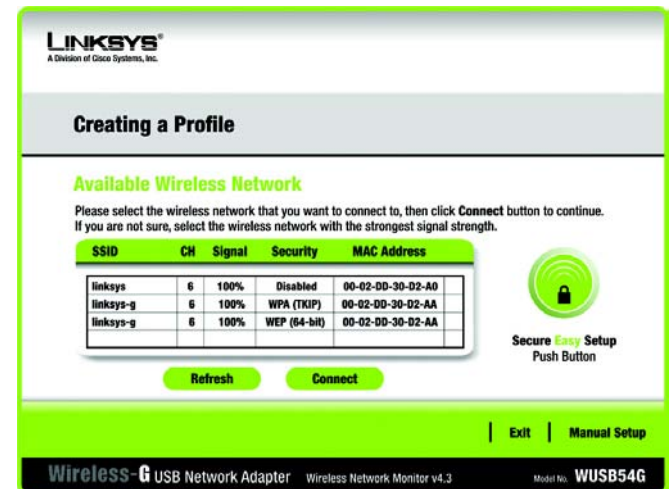 LINKSYS®
A Division of Cisco Systems, Inc.
Creating a Profile
Available Wireless Network
Please select the wireless network that you want to connect to, then click Connect button to continue.
If you are not sure, select the wireless network with the strongest signal strength.
SSID CH Signal Security MAC Address
linksys 6 100% Disabled 00-02-DD-30-D2-A0
linksys-g 6 100% WPA (TKIP) 00-02-DD-30-D2-AA
linksys-g 6 100% WEP (64-bit) 00-02-DD-30-D2-AA
Secure Easy Setup
Push Button
Refresh Connect
Exit Manual Setup
Wireless-G USB Network Adapter Wireless Network Monitor v4.3 Model No. WUSB54G